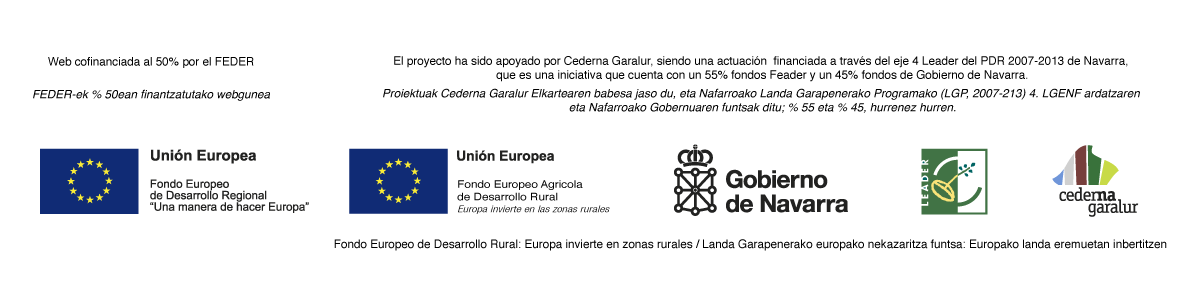 Web cofinanciada al 50% por el FEDER
FEDER-ek % 50ean finantzatutako webgunea
El proyecto ha sido apoyado por Cederna Garalur, siendo una actuación financiada a través del eje 4 Leader del PDR 2007-2013 de Navarra,
que es una iniciativa que cuenta con un 55% fondos Feader y un 45% fondos de Gobierno de Navarra.
Proiektuak Cederna Garalur Elkartearen babesa jaso du, eta Nafarroako Landa Garapenerako Programako (LGP, 2007-213) 4. LGENF ardatzaren
eta Nafarroako Gobernuaren funtsak ditu; % 55 eta % 45, hurrenez hurren.
Unión Europea
Fondo Europeo
de Desarrollo Regional
“Una manera de hacer Europa”
Unión Europea
Fondo Europeo Agricola
de Desarrollo Rural
Europa invierte en las zonas rurales
Gobierno
de Navarra
LEADER
cederna
garalur
Fondo Europeo de Desarrollo Rural: Europa invierte en zonas rurales / Landa Garapenerako europako nekazaritza funtsa: Europako landa eremuetan inbertitzen